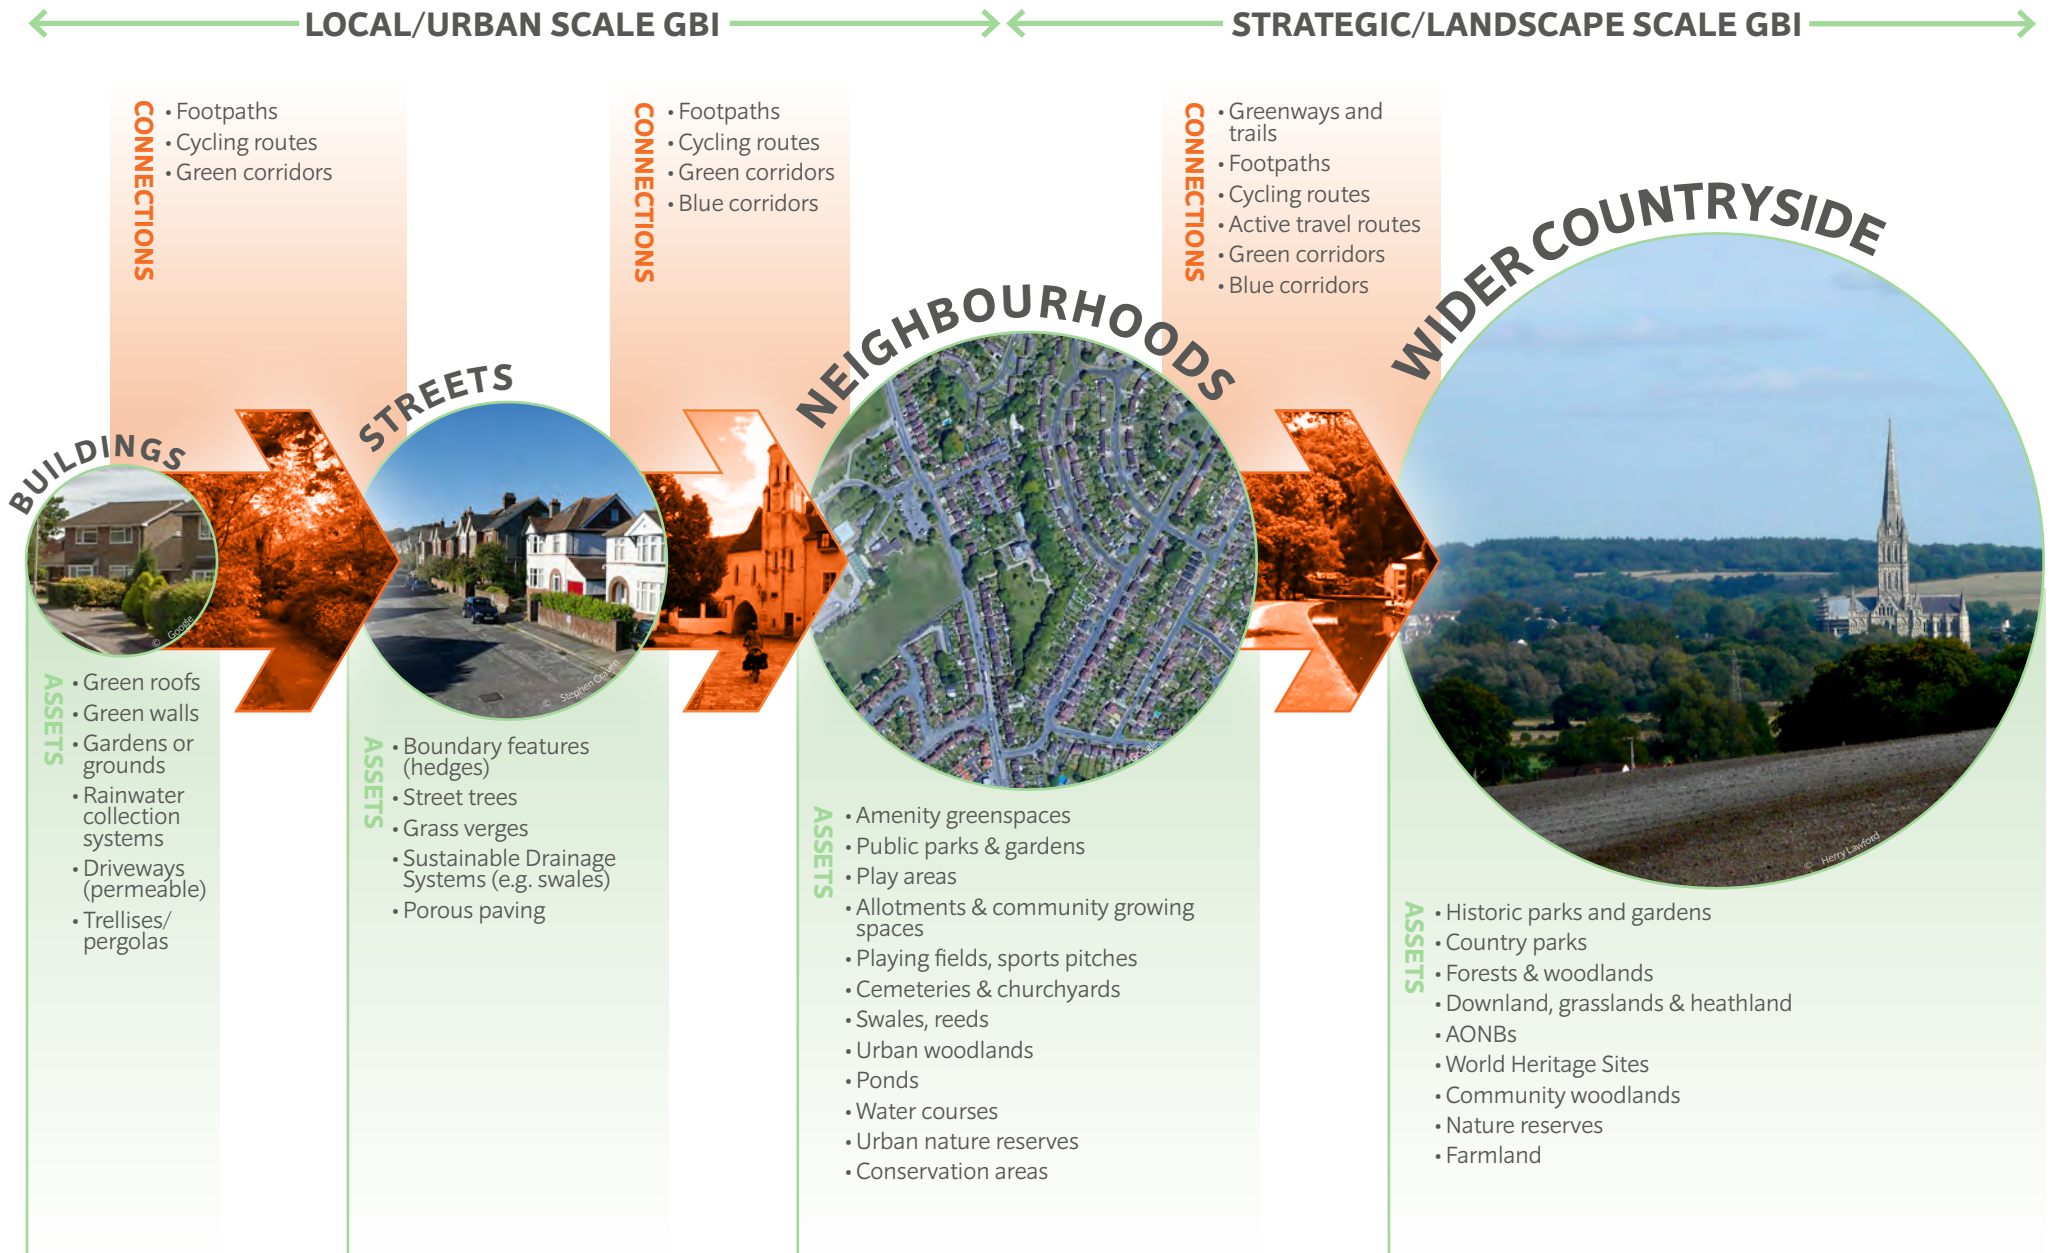 LOCAL/URBAN SCALE GBI
STRATEGIC/LANDSCAPE SCALE GBI
CONNECTIONS
• Footpaths
• Cycling routes
• Green corridors
CONNECTIONS
• Footpaths
• Cycling routes
• Green corridors
• Blue corridors
CONNECTIONS
• Greenways and
trails
• Footpaths
• Cycling routes
• Active travel routes
• Green corridors
• Blue corridors
BUILDINGS
© Google
ASSETS
• Green roofs
• Green walls
• Gardens or
grounds
• Rainwater
collection
systems
• Driveways
(permeable)
• Trellises/
pergolas
STREETS
© Stephen Craven
ASSETS
• Boundary features
(hedges)
• Street trees
• Grass verges
• Sustainable Drainage
Systems (e.g. swales)
• Porous paving
NEIGHBOURHOODS
© Google
ASSETS
• Amenity greenspaces
• Public parks & gardens
• Play areas
• Allotments & community growing
spaces
• Playing fields, sports pitches
• Cemeteries & churchyards
• Swales, reeds
• Urban woodlands
• Ponds
• Water courses
• Urban nature reserves
• Conservation areas
WIDER COUNTRYSIDE
© Herry Lawford
ASSETS
• Historic parks and gardens
• Country parks
• Forests & woodlands
• Downland, grasslands & heathland
• AONBs
• World Heritage Sites
• Community woodlands
• Nature reserves
• Farmland